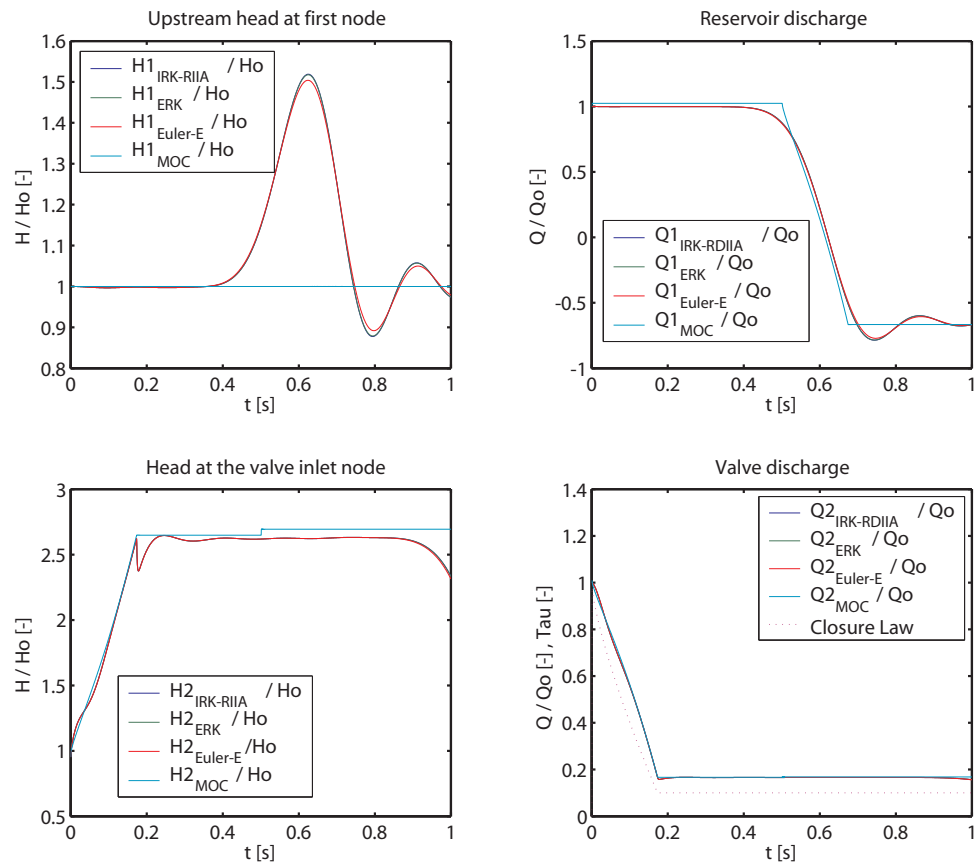 Upstream head at first node
1.6
1.5
1.4
1.3
1.2
1.1
1
0.9
0.8
H / Ho [-]
H1IRK-RIIA / Ho
H1ERK / Ho
H1Euler-E / Ho
H1MOC / Ho
0 0.2 0.4 0.6 0.8 1
t [s]
Reservoir discharge
1.5
1
0.5
0
-0.5
-1
Q / Qo [-]
Q1IRK-RDIIA / Qo
Q1ERK / Qo
Q1Euler-E / Qo
Q1MOC / Qo
0 0.2 0.4 0.6 0.8 1
t [s]
Head at the valve inlet node
3
2.5
2
1.5
1
0.5
H / Ho [-]
H2IRK-RIIA / Ho
H2ERK / Ho
H2Euler-E /Ho
H2MOC / Ho
0 0.2 0.4 0.6 0.8 1
t [s]
Valve discharge
1.4
1.2
1
0.8
0.6
0.4
0.2
0
Q / Qo [-] , Tau [-]
Q2IRK-RDIIA / Qo
Q2ERK / Qo
Q2Euler-E / Qo
Q2MOC / Qo
Closure Law
0 0.2 0.4 0.6 0.8 1
t [s]